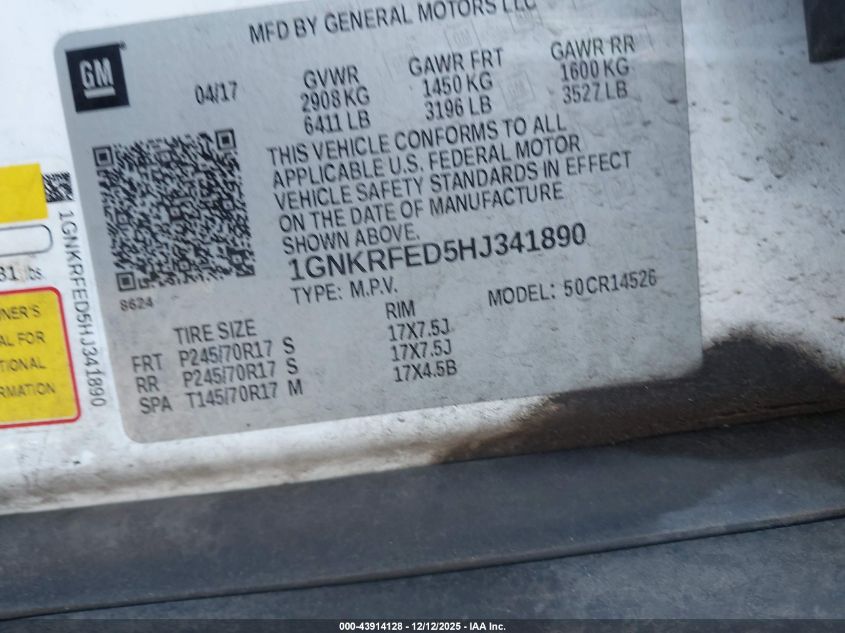 MFD BY GENERAL MOTORS LLC
GM
04/17
GVWR GAWR FRT GAWR RR
2908 KG 1450 KG 1600 KG
6411 LB 3196 LB 3527 LB
THIS VEHICLE CONFORMS TO ALL
APPLICABLE U.S. FEDERAL MOTOR
VEHICLE SAFETY STANDARDS IN EFFECT
ON THE DATE OF MANUFACTURE
SHOWN ABOVE.
1GNKRFED5HJ341890
8624
TYPE: M.P.V. MODEL: 50CR14526
TIRE SIZE RIM
FRT P245/70R17 S 17X7.5J
RR P245/70R17 S 17X7.5J
SPA T145/70R17 M 17X4.5B
1GNKRFED5HJ341890
lbs.
AL FOR
000-43914128 - 12/12/2025 - IAA Inc.